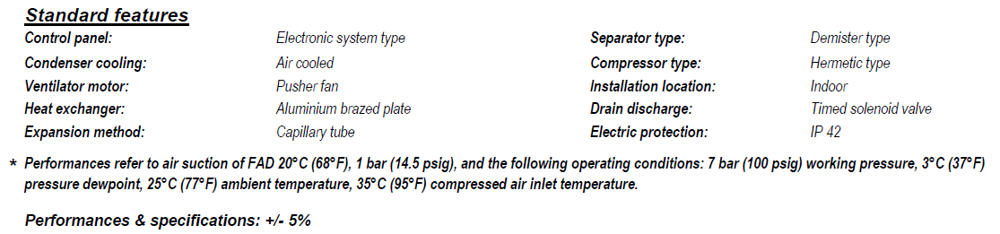 Standard features
Control panel: Electronic system type Separator type: Demister type
Condenser cooling: Air cooled Compressor type: Hermetic type
Ventilator motor: Pusher fan Installation location: Indoor
Heat exchanger: Aluminium brazed plate Drain discharge: Timed solenoid valve
Expansion method: Capillary tube Electric protection: IP 42
* Performances refer to air suction of FAD 20°C (68°F), 1 bar (14.5 psig), and the following operating conditions: 7 bar (100 psig) working pressure, 3°C (37°F)
pressure dewpoint, 25°C (77°F) ambient temperature, 35°C (95°F) compressed air inlet temperature.
Performances & specifications: +/- 5%